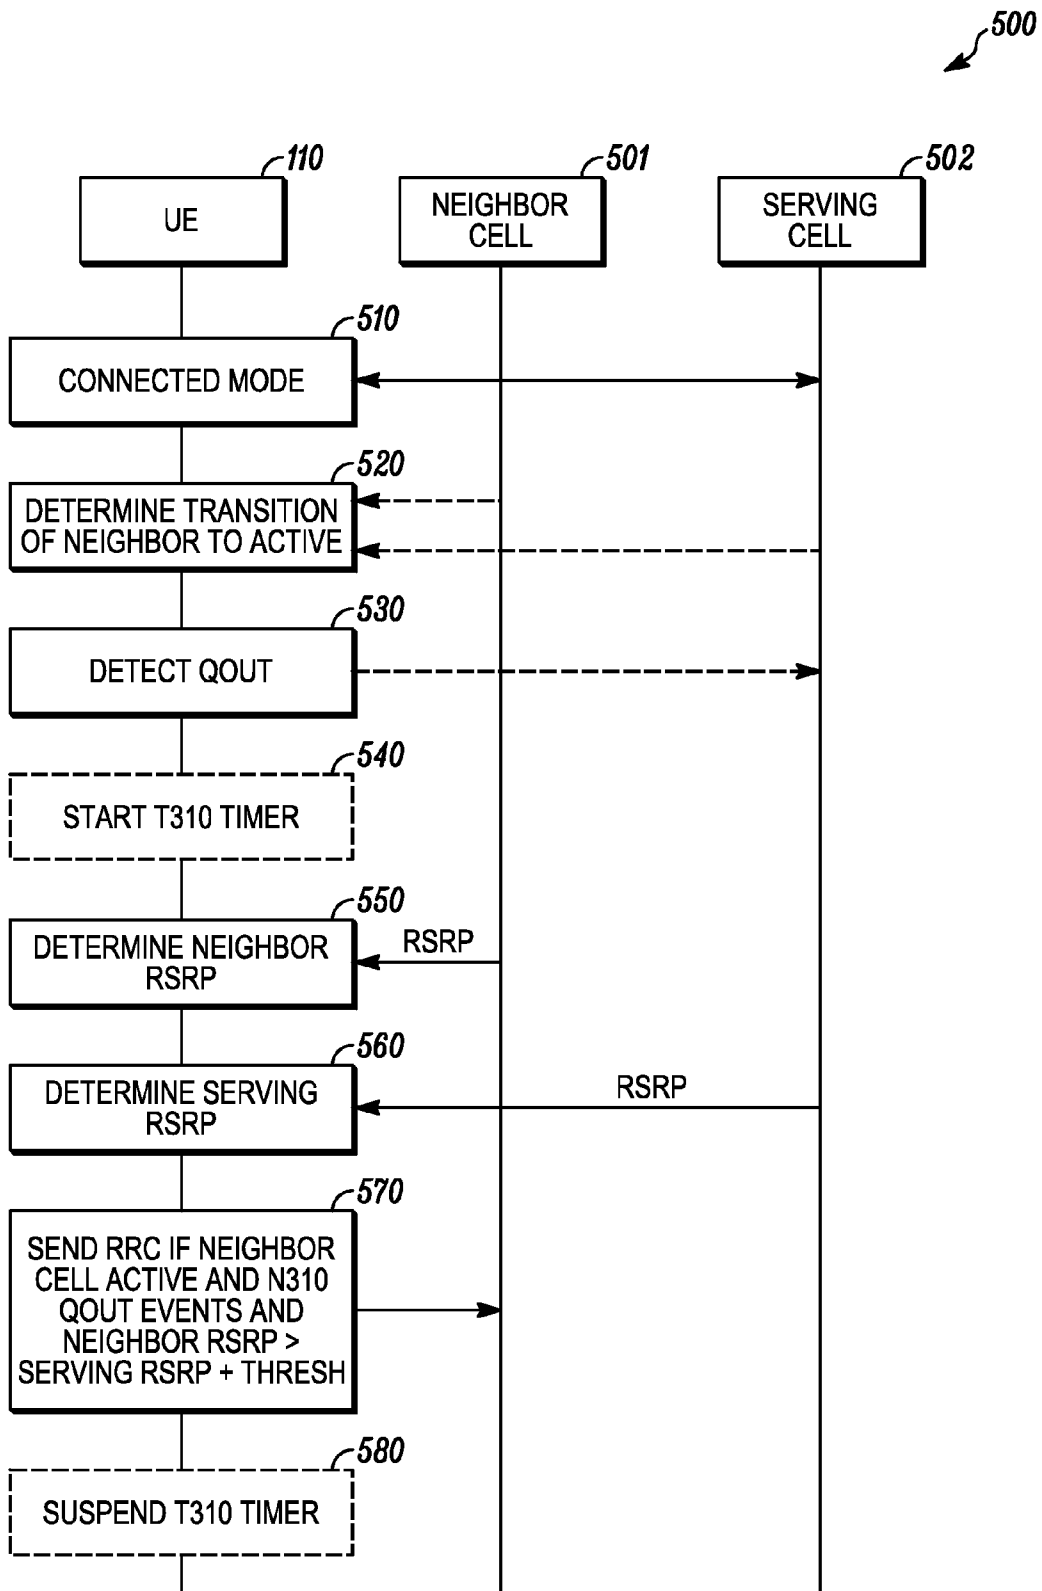 500
110
501
502
UE
NEIGHBOR
CELL
SERVING
CELL
510
CONNECTED MODE
520
DETERMINE TRANSITION
OF NEIGHBOR TO ACTIVE
530
DETECT QOUT
540
START T310 TIMER
550
DETERMINE NEIGHBOR
RSRP
RSRP
560
DETERMINE SERVING
RSRP
RSRP
570
SEND RRC IF NEIGHBOR
CELL ACTIVE AND N310
QOUT EVENTS AND
NEIGHBOR RSRP >
SERVING RSRP + THRESH
580
SUSPEND T310 TIMER